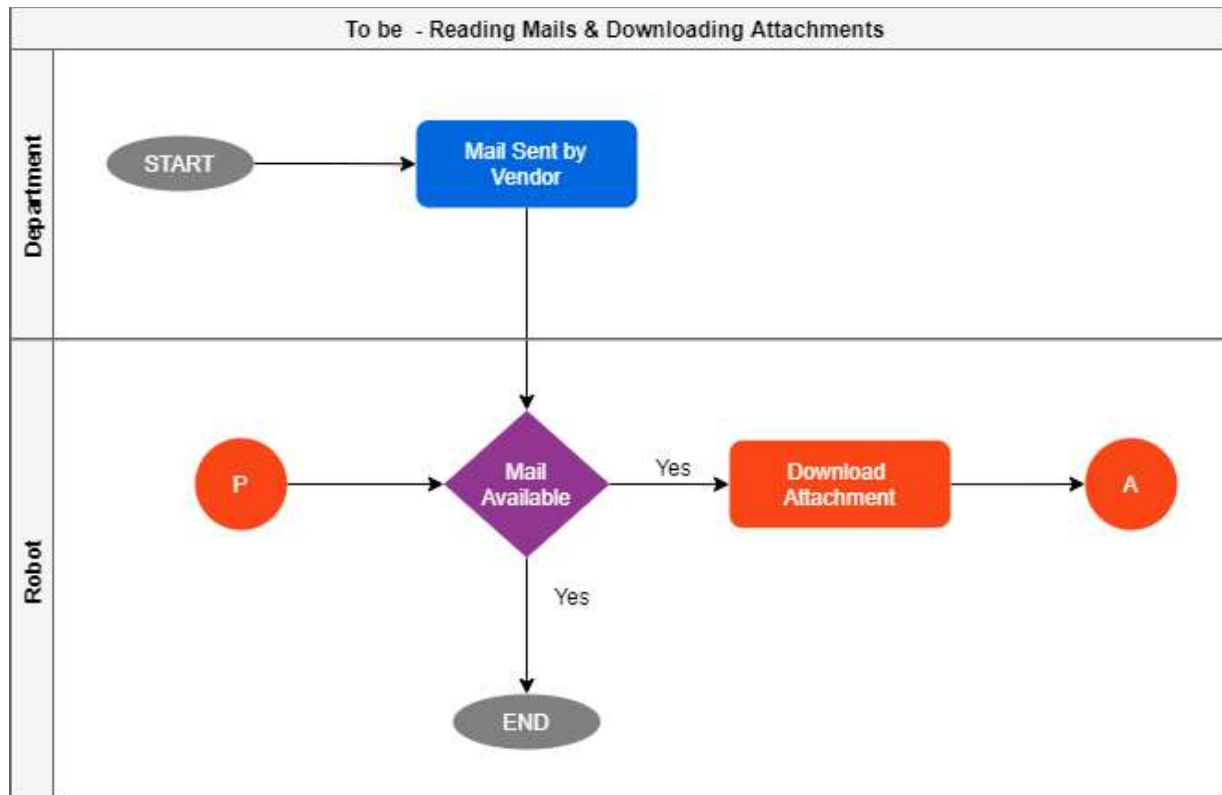 To be - Reading Mails & Downloading Attachments
Department
START
Mail Sent by
Vendor
Robot
P
Mail
Available
Yes
Download
Attachment
A
Yes
END